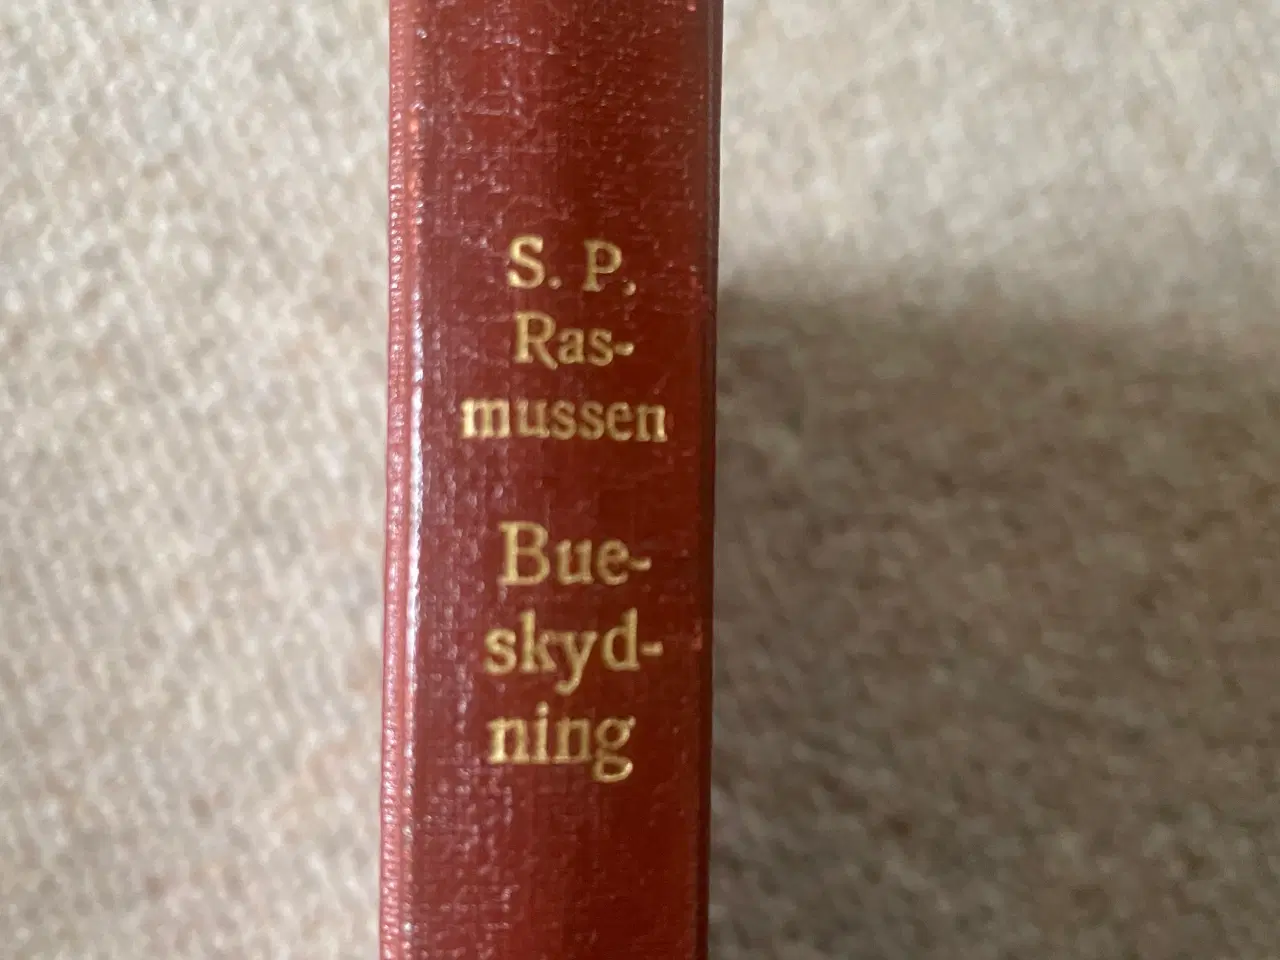 S. P.
Ras-
mussen
Bue-
skyd-
ning